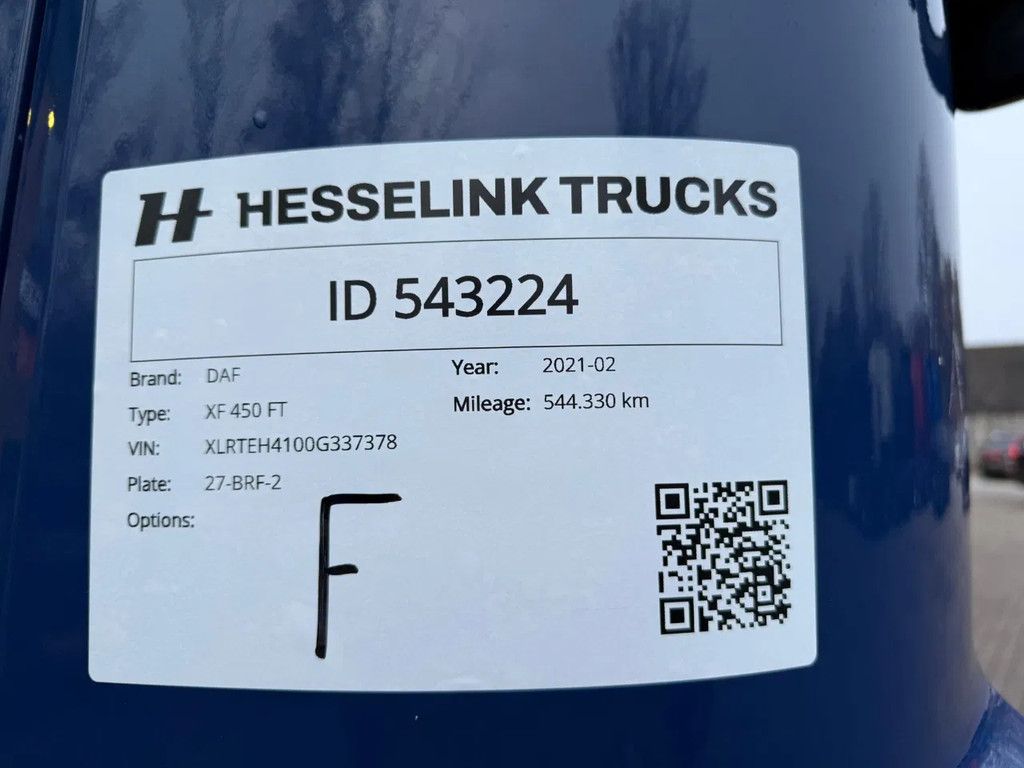 H HESSELINK TRUCKS
ID 543224
Brand: DAF
Year: 2021-02
Type: XF 450 FT
Mileage: 544.330 km
VIN: XLRTEH4100G337378
Plate: 27-BRF-2
Options:
F